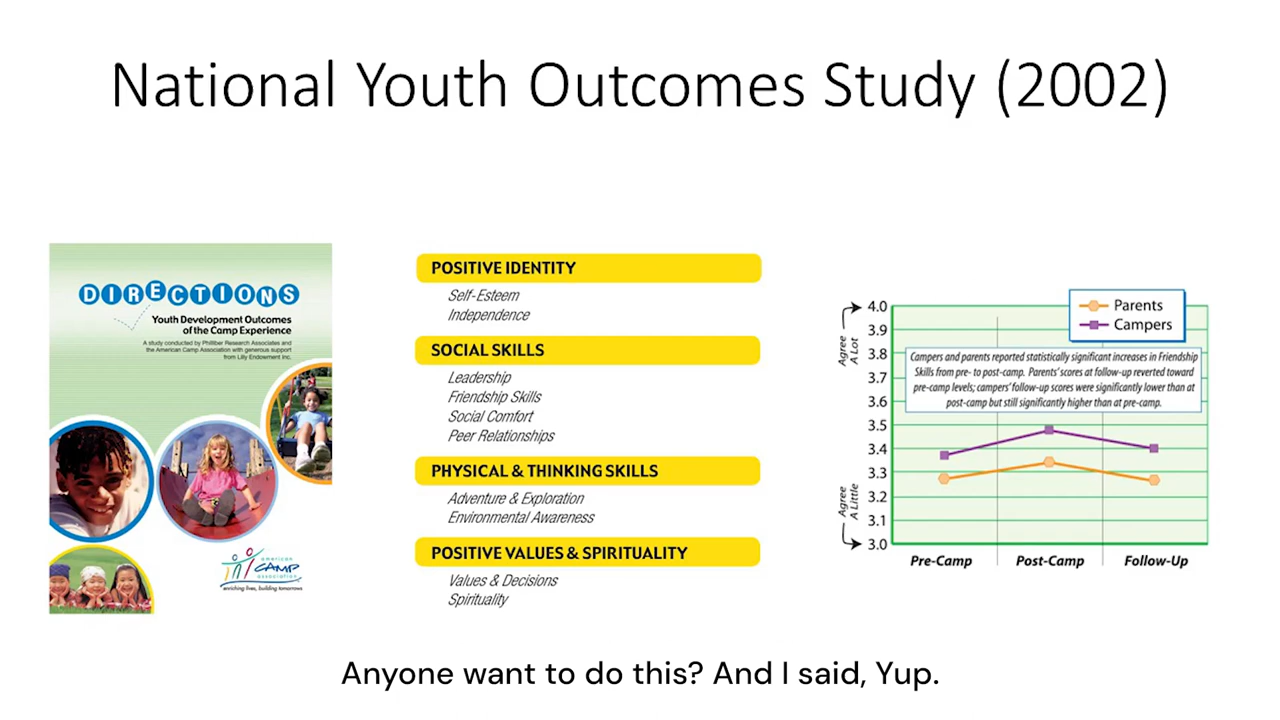 National Youth Outcomes Study (2002)
DIRECTIONS
Youth Development Outcomes
of the Camp Experience
A study conducted by Philliber Research Associates and
the American Camp Association with generous support
from Lilly Endowment Inc.
american
CAMP
association
enriching lives, building tomorrows
POSITIVE IDENTITY
Self-Esteem
Independence
SOCIAL SKILLS
Leadership
Friendship Skills
Social Comfort
Peer Relationships
PHYSICAL & THINKING SKILLS
Adventure & Exploration
Environmental Awareness
POSITIVE VALUES & SPIRITUALITY
Values & Decisions
Spirituality
Parents
Campers
Agree
A Lot
4.0
3.9
3.8
3.7
3.6
3.5
3.4
3.3
3.2
3.1
3.0
Agree
A Little
Campers and parents reported statistically significant increases in Friendship
Skills from pre- to post-camp. Parents' scores at follow-up reverted toward
pre-camp levels; campers' follow-up scores were significantly lower than at
post-camp but still significantly higher than at pre-camp.
Pre-Camp
Post-Camp
Follow-Up
Anyone want to do this? And I said, Yup.